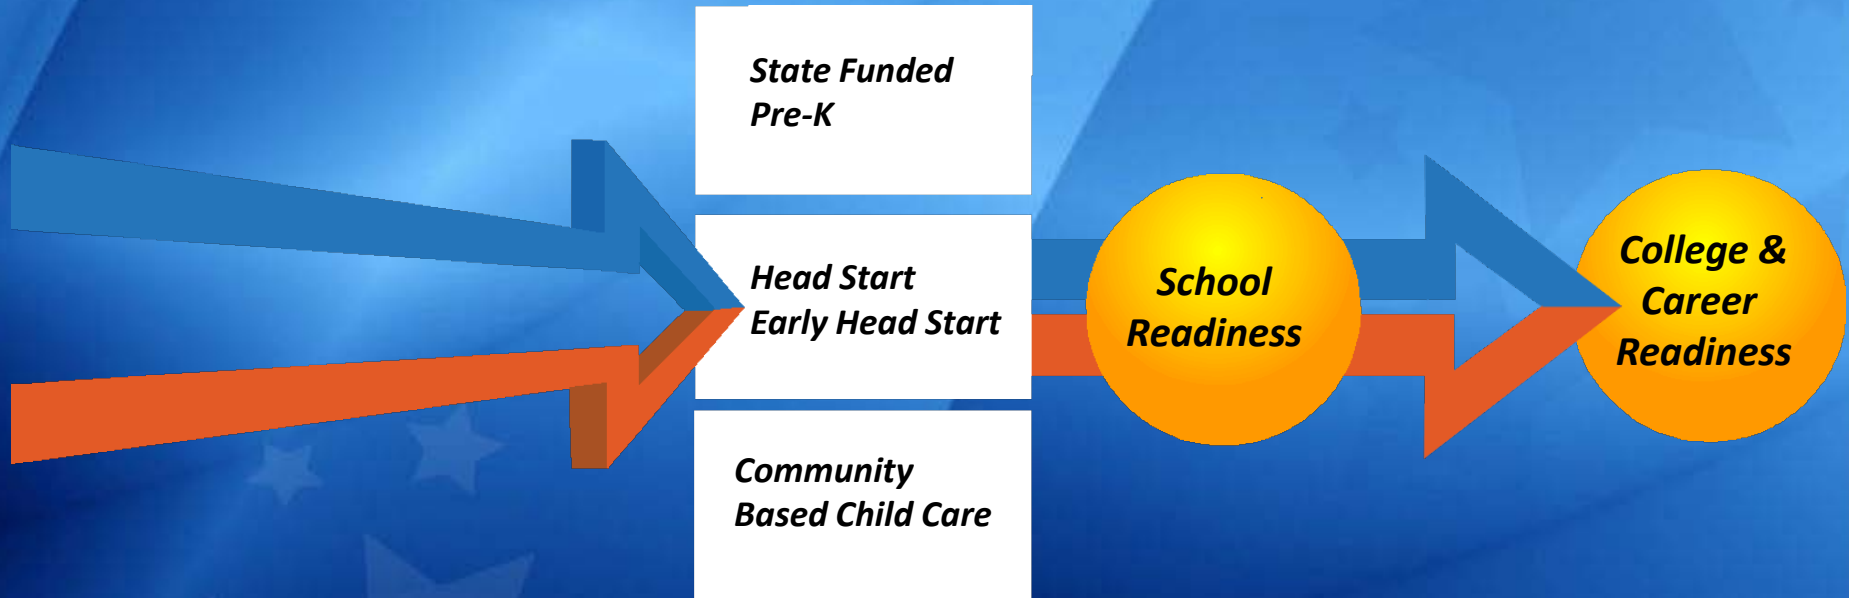 State Funded
Pre-K
Head Start
Early Head Start
Community
Based Child Care
School
Readiness
College &
Career
Readiness